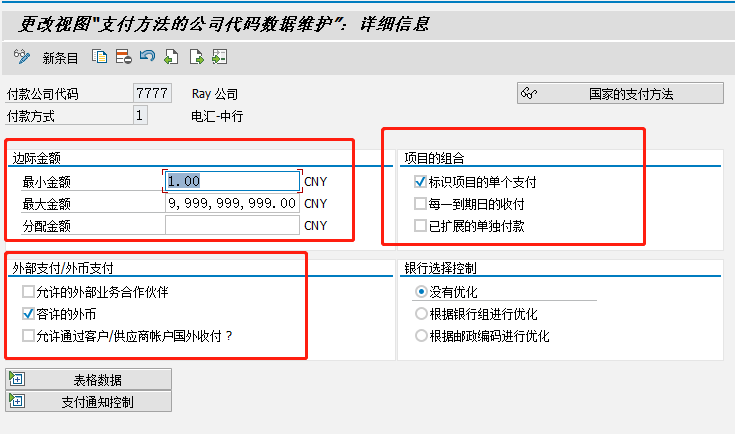 更改视图"支付方法的公司代码数据维护": 详细信息
新条目
付款公司代码 7777 Ray 公司 国家的支付方法
付款方式 1 电汇-中行
边际金额 项目的组合
最小金额 1.00 CNY 标识项目的单个支付
最大金额 9,999,999,999.00 CNY 每一到期日的收付
分配金额 CNY 已扩展的单独付款
外部支付/外币支付 银行选择控制
允许的外部业务合作伙伴 没有优化
容许的外币 根据银行组进行优化
允许通过客户/供应商帐户国外收付 ? 根据邮政编码进行优化
表格数据
支付通知控制